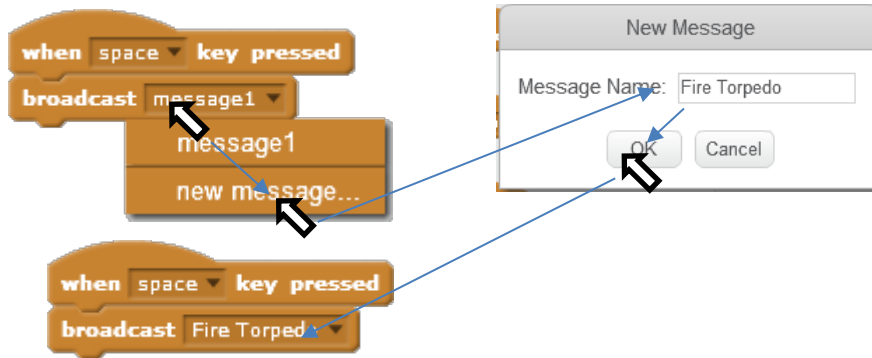 when space key pressed
broadcast message1
message1
new message...
New Message
Message Name: Fire Torpedo
OK Cancel
when space key pressed
broadcast Fire Torpedo